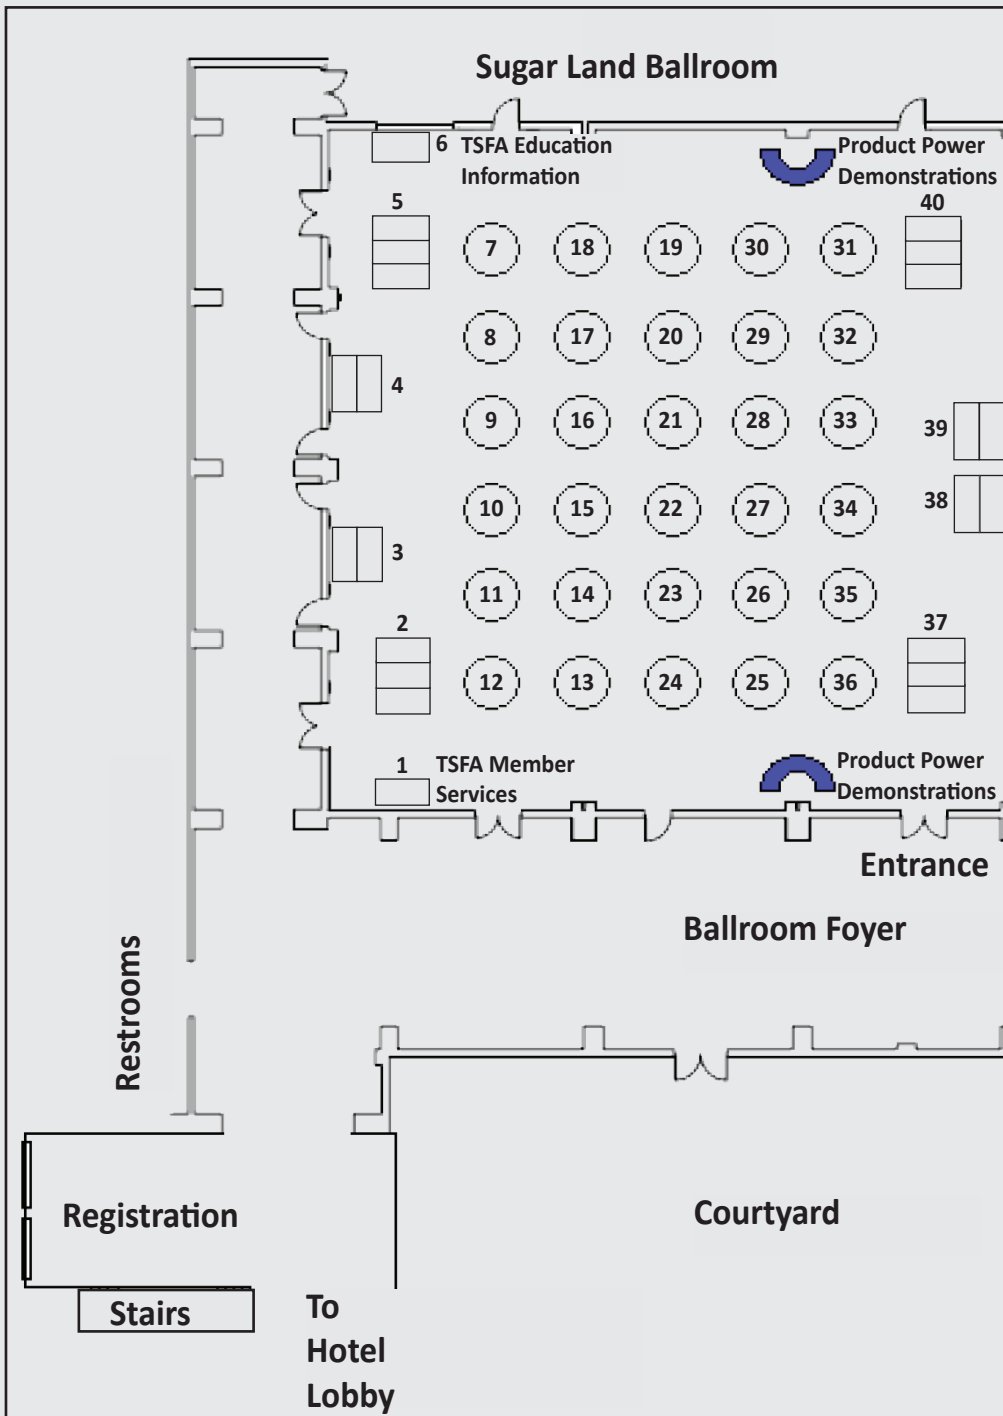 Sugar Land Ballroom
6 TSFA Education
Information
Product Power
Demonstrations
5
40
7 18 19 30 31
8 17 20 29 32
4
9 16 21 28 33
39
10 15 22 27 34
38
3
11 14 23 26 35
2
37
12 13 24 25 36
1 TSFA Member
Services
Product Power
Demonstrations
Entrance
Ballroom Foyer
Restrooms
Registration
Courtyard
Stairs
To
Hotel
Lobby